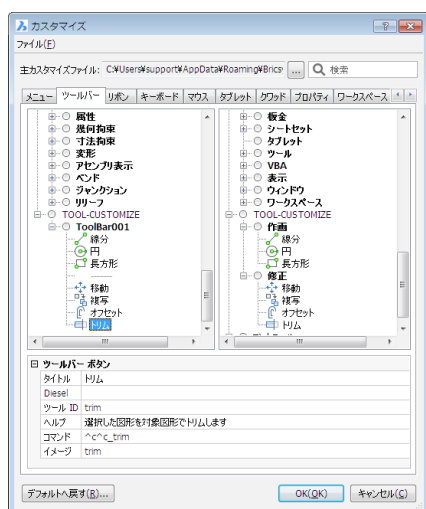 カスタマイズ
ファイル(F)
主カスタマイズファイル: C:¥Users¥support¥AppData¥Roaming¥Brics ... 検索
メニュー ツールバー リボン キーボード マウス タブレット クワッド プロパティ ワークスペース
属性
幾何拘束
寸法拘束
変形
アセンブリ表示
ベンド
ジャンクション
リリーフ
TOOL-CUSTOMIZE
ToolBar001
線分
円
長方形
移動
複写
オフセット
トリム
板金
シートセット
タブレット
ツール
VBA
表示
ウィンドウ
ワークスペース
TOOL-CUSTOMIZE
作画
線分
円
長方形
修正
移動
複写
オフセット
トリム
ツールバー ボタン
タイトル トリム
Diesel
ツール ID trim
ヘルプ 選択した図形を対象図形でトリムします
コマンド ^c^c_trim
イメージ trim
デフォルトへ戻す(R)... OK(OK) キャンセル(C)